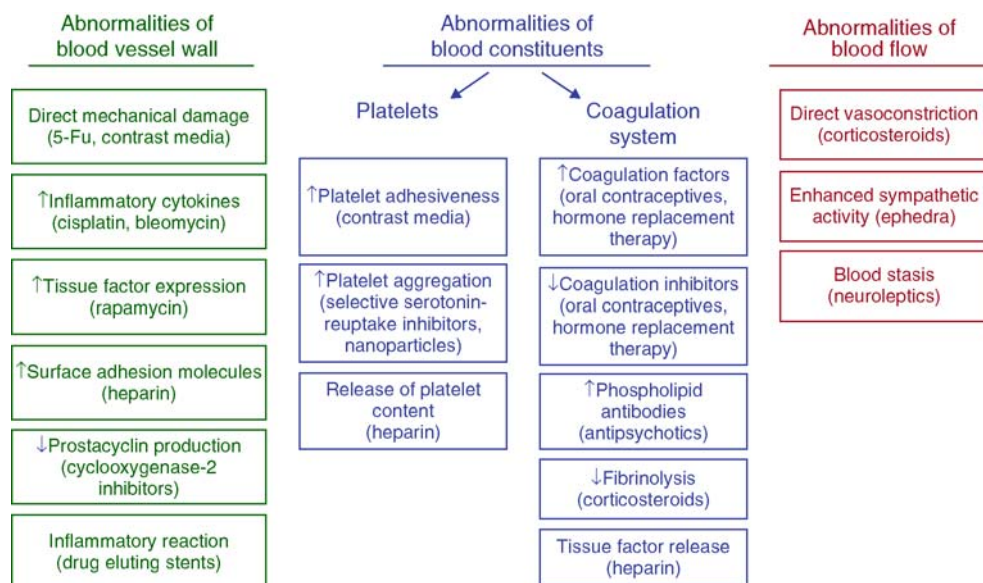 Abnormalities of
blood vessel wall
Direct mechanical damage
(5-Fu, contrast media)
↑Inflammatory cytokines
(cisplatin, bleomycin)
↑Tissue factor expression
(rapamycin)
↑Surface adhesion molecules
(heparin)
↓Prostacyclin production
(cyclooxygenase-2
inhibitors)
Inflammatory reaction
(drug eluting stents)
Abnormalities of
blood constituents
Platelets
↑Platelet adhesiveness
(contrast media)
↑Platelet aggregation
(selective serotonin-
reuptake inhibitors,
nanoparticles)
Release of platelet
content
(heparin)
Coagulation
system
↑Coagulation factors
(oral contraceptives,
hormone replacement
therapy)
↓Coagulation inhibitors
(oral contraceptives,
hormone replacement
therapy)
↑Phospholipid
antibodies
(antipsychotics)
↓Fibrinolysis
(corticosteroids)
Tissue factor release
(heparin)
Abnormalities of
blood flow
Direct vasoconstriction
(corticosteroids)
Enhanced sympathetic
activity (ephedra)
Blood stasis
(neuroleptics)